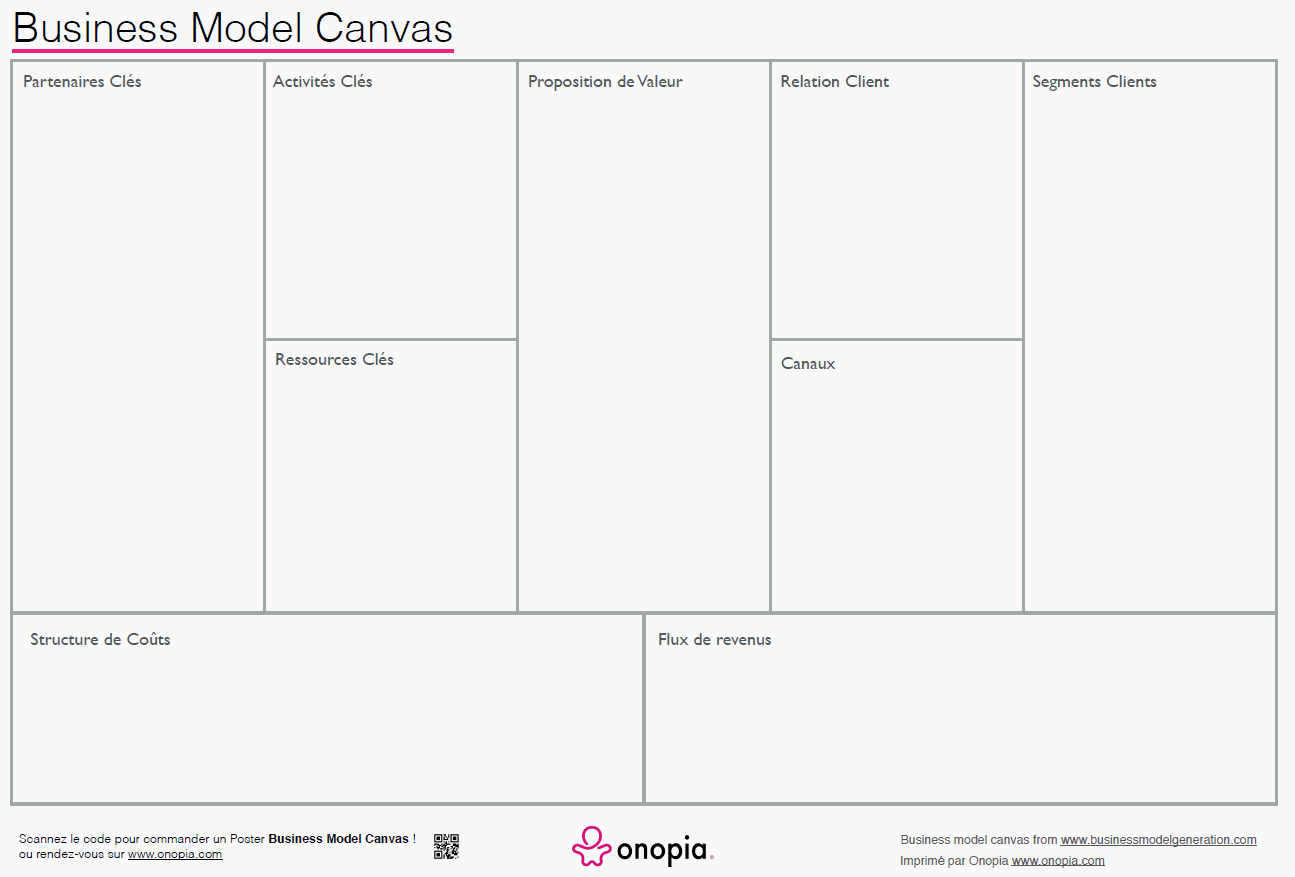 Business Model Canvas
Partenaires Clés
Activités Clés
Proposition de Valeur
Relation Client
Segments Clients
Ressources Clés
Canaux
Structure de Coûts
Flux de revenus
Scannez le code pour commander un Poster Business Model Canvas !
ou rendez-vous sur www.onopia.com
onopia.
Business model canvas from www.businessmodelgeneration.com
Imprimé par Onopia www.onopia.com